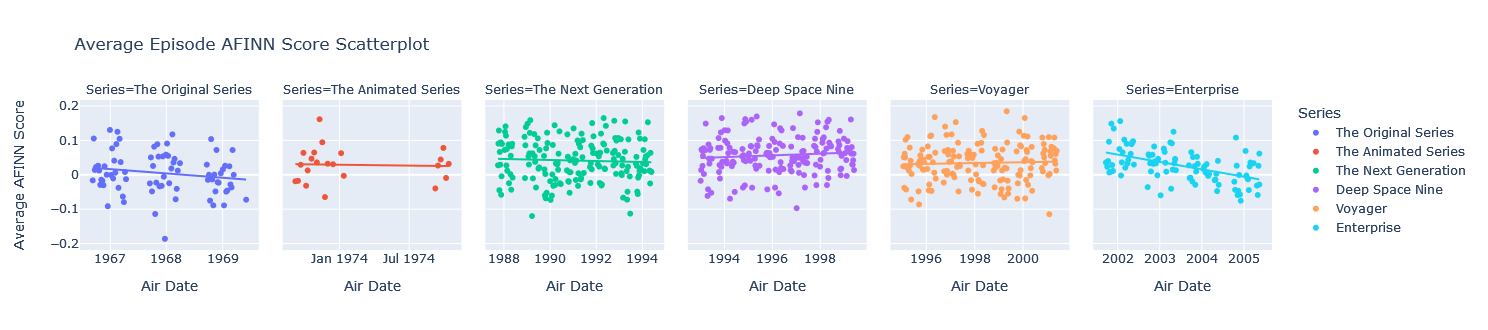 Average Episode AFINN Score Scatterplot
Series=The Original Series
Series=The Animated Series
Series=The Next Generation
Series=Deep Space Nine
Series=Voyager
Series=Enterprise
Average AFINN Score
0.2
0.1
0
−0.1
−0.2
1967 1968 1969
Jan 1974 Jul 1974
1988 1990 1992 1994
1994 1996 1998
1996 1998 2000
2002 2003 2004 2005
Air Date
Air Date
Air Date
Air Date
Air Date
Air Date
Series
The Original Series
The Animated Series
The Next Generation
Deep Space Nine
Voyager
Enterprise